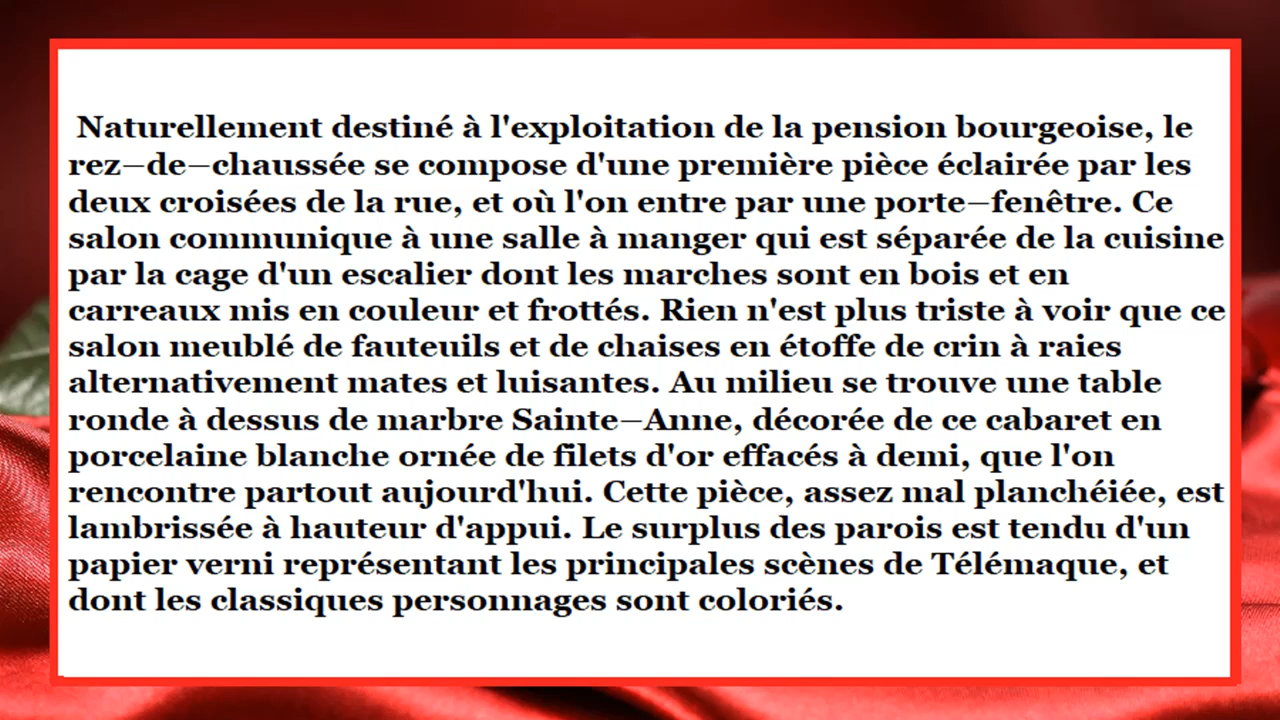 Naturellement destiné à l'exploitation de la pension bourgeoise, le
rez−de−chaussée se compose d'une première pièce éclairée par les
deux croisées de la rue, et où l'on entre par une porte−fenêtre. Ce
salon communique à une salle à manger qui est séparée de la cuisine
par la cage d'un escalier dont les marches sont en bois et en
carreaux mis en couleur et frottés. Rien n'est plus triste à voir que ce
salon meublé de fauteuils et de chaises en étoffe de crin à raies
alternativement mates et luisantes. Au milieu se trouve une table
ronde à dessus de marbre Sainte−Anne, décorée de ce cabaret en
porcelaine blanche ornée de filets d'or effacés à demi, que l'on
rencontre partout aujourd'hui. Cette pièce, assez mal planchéiée, est
lambrissée à hauteur d'appui. Le surplus des parois est tendu d'un
papier verni représentant les principales scènes de Télémaque, et
dont les classiques personnages sont coloriés.